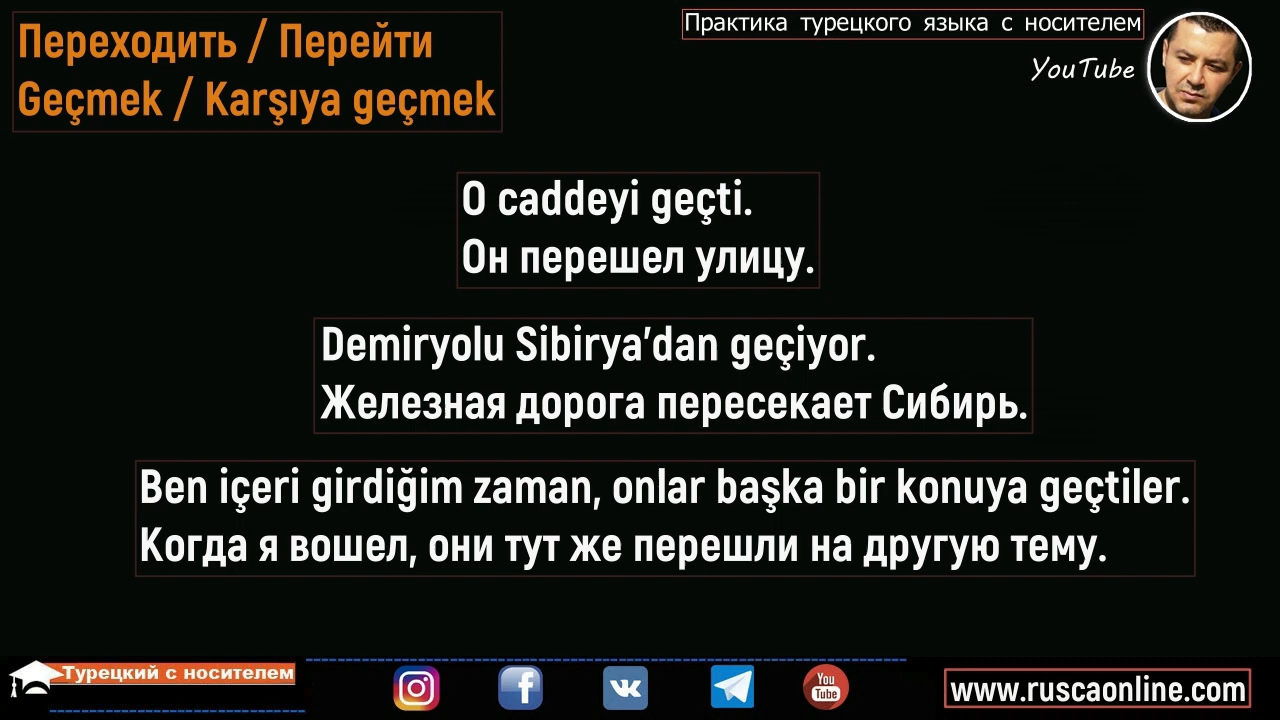 Переходить / Перейти
Geçmek / Karşıya geçmek
Практика турецкого языка с носителем
YouTube
O caddeyi geçti.
Он перешел улицу.
Demiryolu Sibirya’dan geçiyor.
Железная дорога пересекает Сибирь.
Ben içeri girdiğim zaman, onlar başka bir konuya geçtiler.
Когда я вошел, они тут же перешли на другую тему.
Турецкий с носителем
You
Tube
www.ruscaonline.com